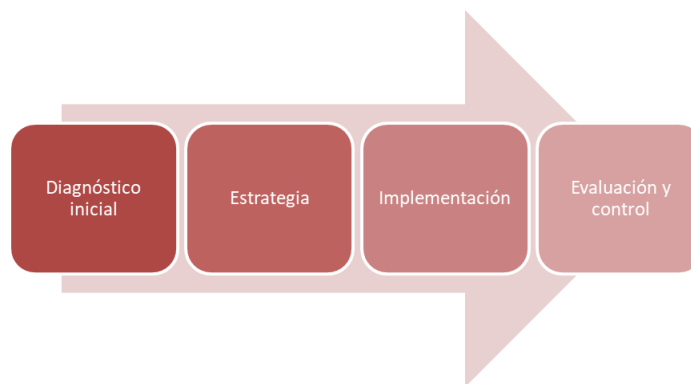 Diagnóstico
inicial
Estrategia
Implementación
Evaluación y
control